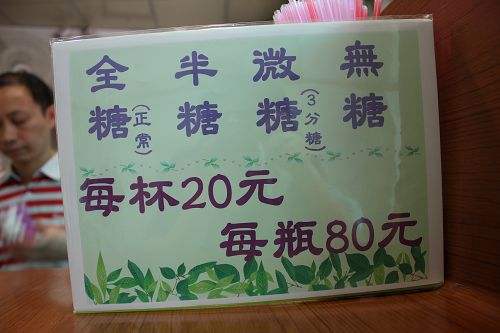 全糖(正常) 半糖 微糖(3分糖) 無糖
每杯20元
每瓶80元